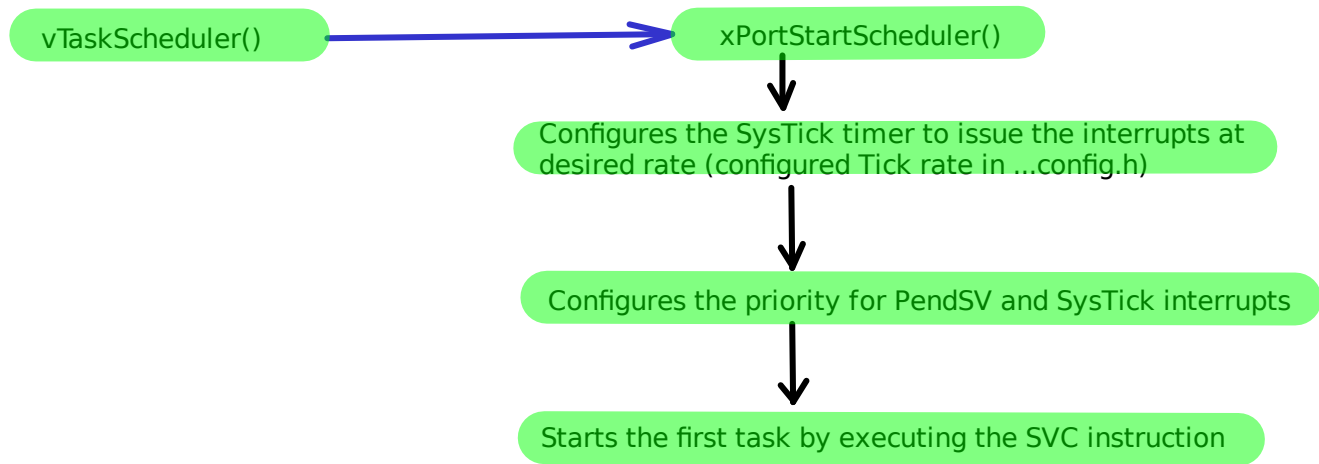 vTaskScheduler()
xPortStartScheduler()
Configures the SysTick timer to issue the interrupts at
desired rate (configured Tick rate in ...config.h)
Configures the priority for PendSV and SysTick interrupts
Starts the first task by executing the SVC instruction